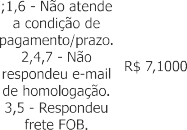 ;1,6 - Não atende
a condição de
pagamento/prazo.
2,4,7 - Não
respondeu e-mail
de homologação.
3,5 - Respondeu
frete FOB.
R$ 7,1000